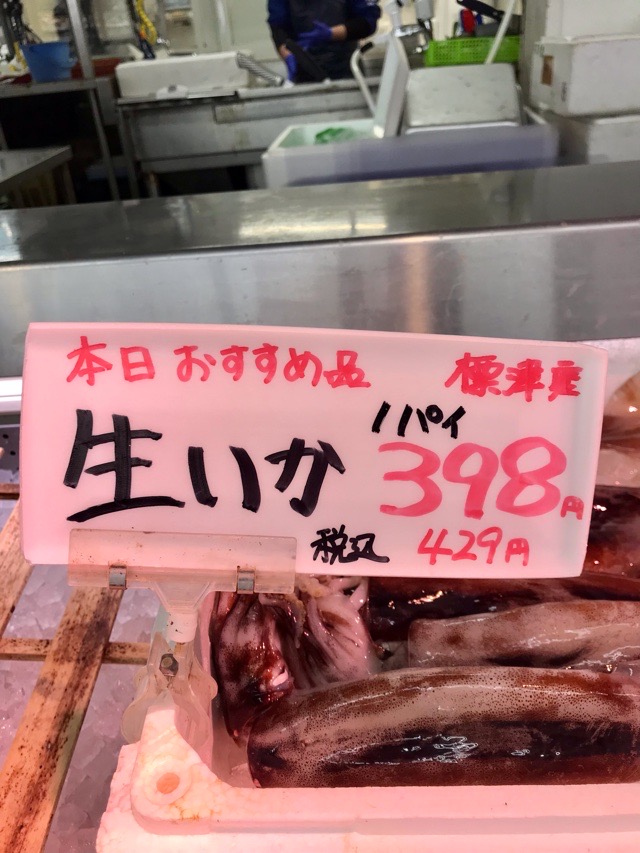 本日おすすめ品 標津産
生いか 1パイ 398円
税込 429円